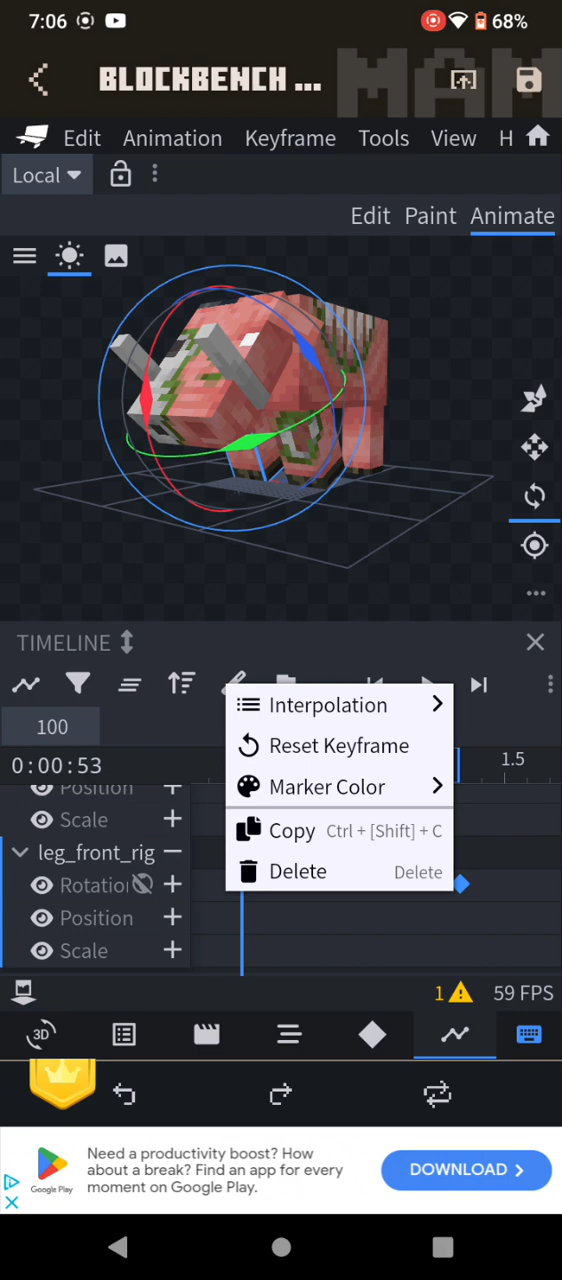 7:06 68%
BLOCKBENCH ...
MAM
Edit Animation Keyframe Tools View H
Local
Edit Paint Animate
TIMELINE
100
0:00:53
1.5
Interpolation
Reset Keyframe
Marker Color
Copy Ctrl + [Shift] + C
Delete Delete
Position
Scale
leg_front_rig
Rotation
Position
Scale
1 59 FPS
3D
Need a productivity boost? How
about a break? Find an app for every
moment on Google Play.
Google Play
DOWNLOAD